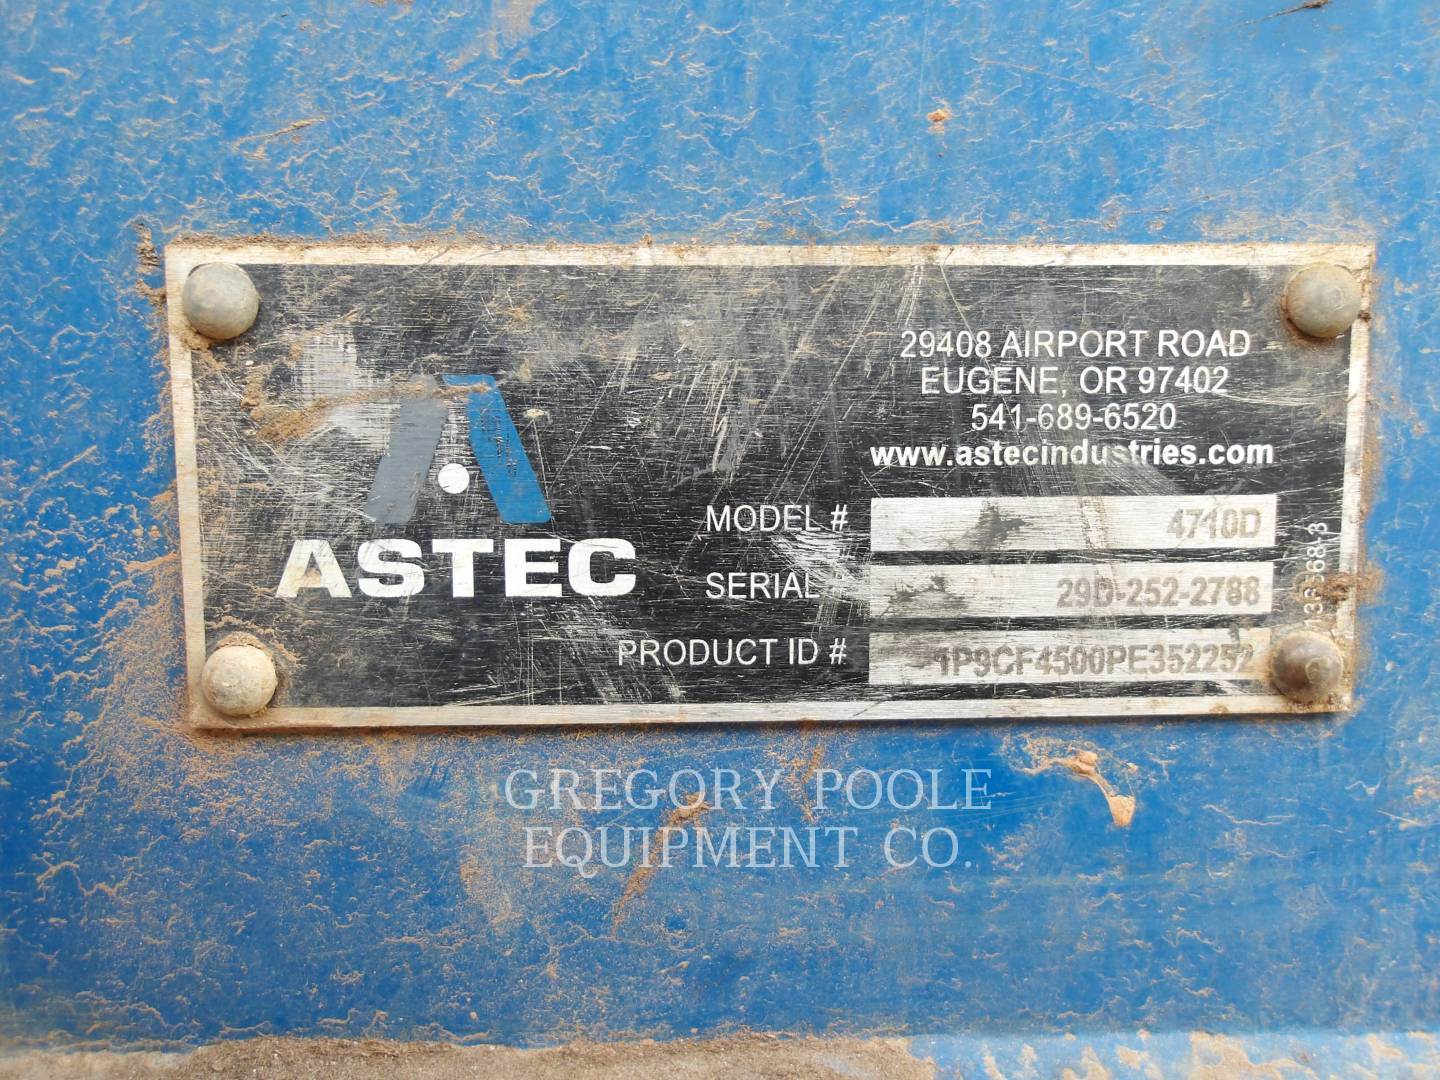 29408 AIRPORT ROAD
EUGENE, OR 97402
541-689-6520
www.astecindustries.com
ASTEC
MODEL # 4710D
SERIAL # 29D-252-2788
PRODUCT ID # 1P9CF4500PE352252
GREGORY POOLE
EQUIPMENT CO.